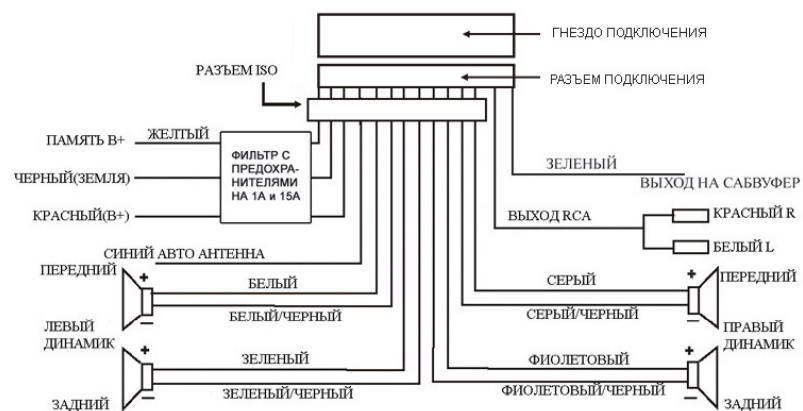 ГНЕЗДО ПОДКЛЮЧЕНИЯ
РАЗЪЕМ ISO
РАЗЪЕМ ПОДКЛЮЧЕНИЯ
ПАМЯТЬ В+
ЖЕЛТЫЙ
ФИЛЬТР С
ПРЕДОХРА-
НИТЕЛЯМИ
НА 1А и 15А
ЧЕРНЫЙ(ЗЕМЛЯ)
КРАСНЫЙ(В+)
ЗЕЛЕНЫЙ
ВЫХОД НА САБВУФЕР
ВЫХОД RCA
КРАСНЫЙ R
БЕЛЫЙ L
СИНИЙ АВТО АНТЕННА
ПЕРЕДНИЙ
+
БЕЛЫЙ
БЕЛЫЙ/ЧЕРНЫЙ
–
ЛЕВЫЙ
ДИНАМИК
СЕРЫЙ
СЕРЫЙ/ЧЕРНЫЙ
+
ПЕРЕДНИЙ
–
ПРАВЫЙ
ДИНАМИК
+
ЗЕЛЕНЫЙ
ЗЕЛЕНЫЙ/ЧЕРНЫЙ
–
ЗАДНИЙ
ФИОЛЕТОВЫЙ
ФИОЛЕТОВЫЙ/ЧЕРНЫЙ
+
–
ЗАДНИЙ